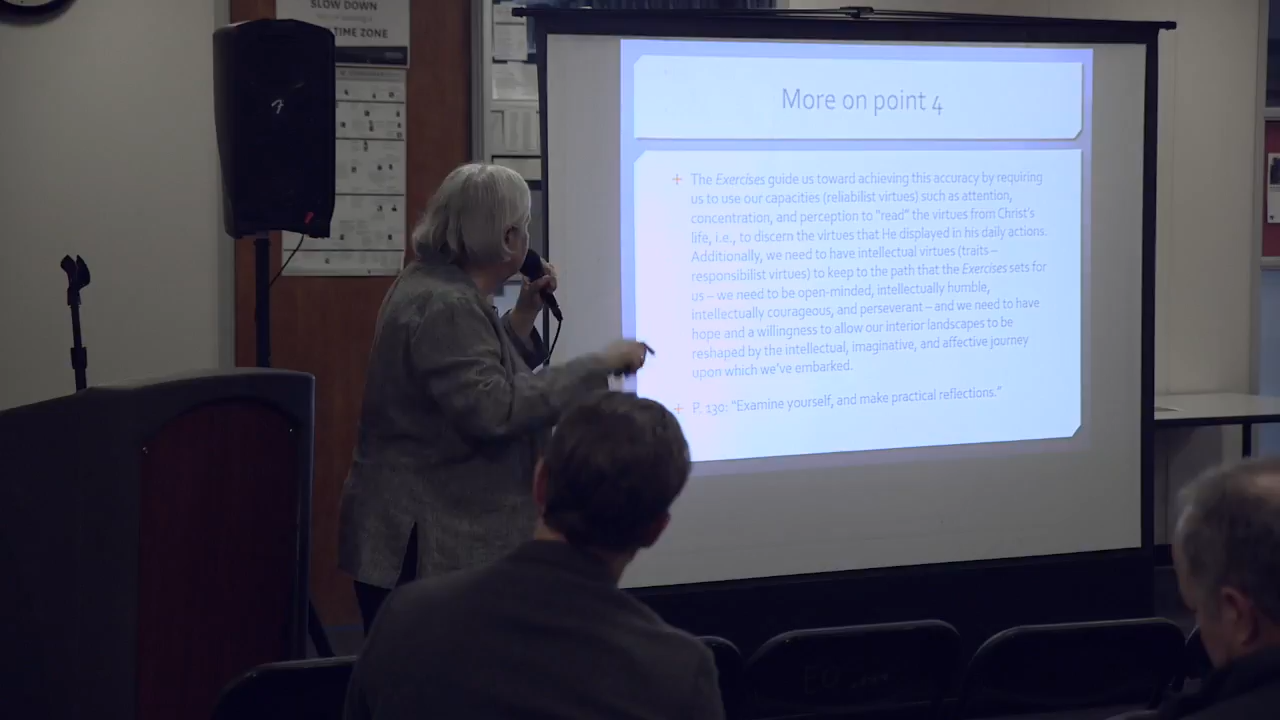 SLOW DOWN
TIME ZONE
More on point 4
The Exercises guide us toward achieving this accuracy by requiring
us to use our capacities (reliabilist virtues) such as attention,
concentration, and perception to "read" the virtues from Christ's
life, i.e., to discern the virtues that He displayed in his daily actions.
Additionally, we need to have intellectual virtues (traits –
responsibilist virtues) to keep to the path that the Exercises sets for
us – we need to be open-minded, intellectually humble,
intellectually courageous, and perseverant – and we need to have
hope and a willingness to allow our interior landscapes to be
reshaped by the intellectual, imaginative, and affective journey
upon which we've embarked.
P. 130: "Examine yourself, and make practical reflections."